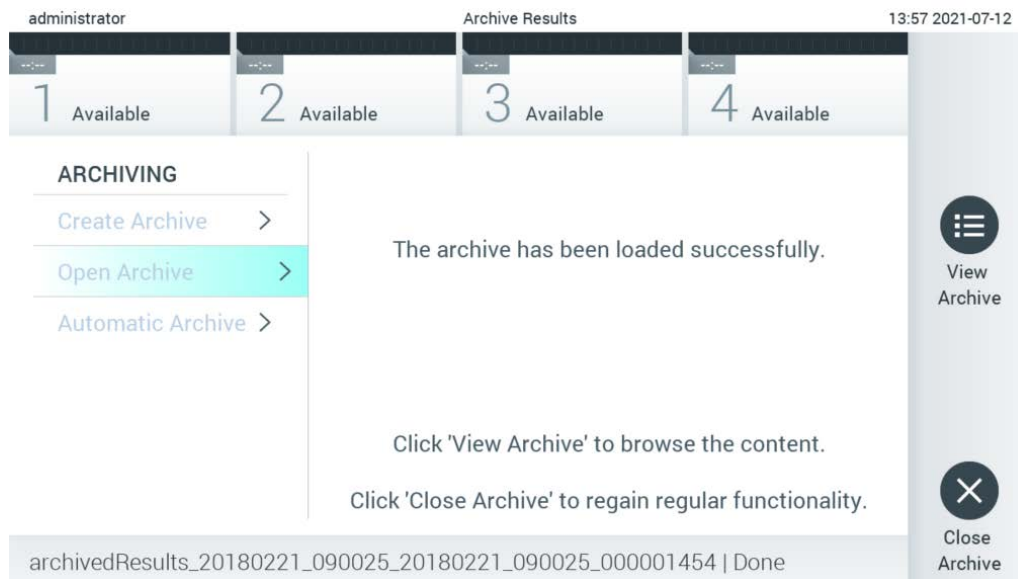 administrator Archive Results 13:57 2021-07-12
--:-- --:-- --:-- --:--
1 Available 2 Available 3 Available 4 Available
ARCHIVING
Create Archive
Open Archive
Automatic Archive
The archive has been loaded successfully.
Click 'View Archive' to browse the content.
Click 'Close Archive' to regain regular functionality.
View
Archive
Close
Archive
archivedResults_20180221_090025_20180221_090025_000001454 | Done